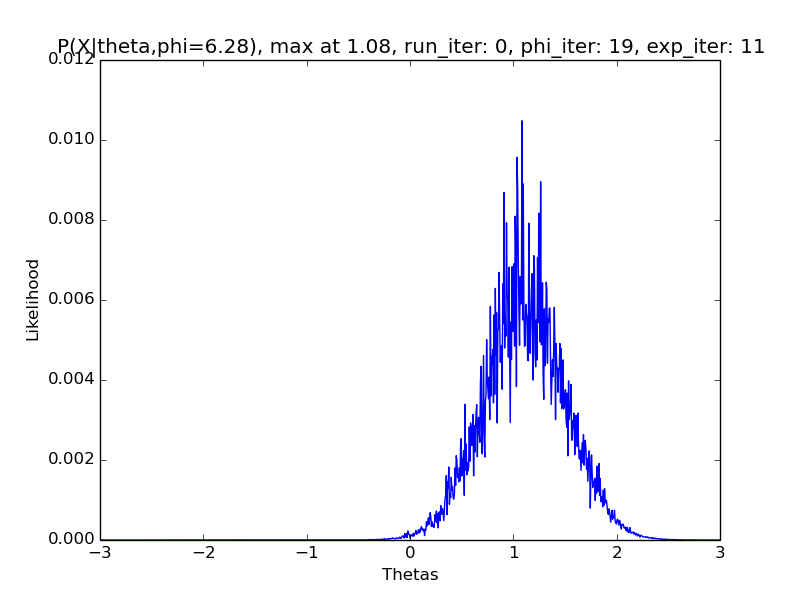 P(X|theta,phi=6.28), max at 1.08, run_iter: 0, phi_iter: 19, exp_iter: 11
0.012
0.010
0.008
0.006
0.004
0.002
0.000
Likelihood
−3 −2 −1 0 1 2 3
Thetas